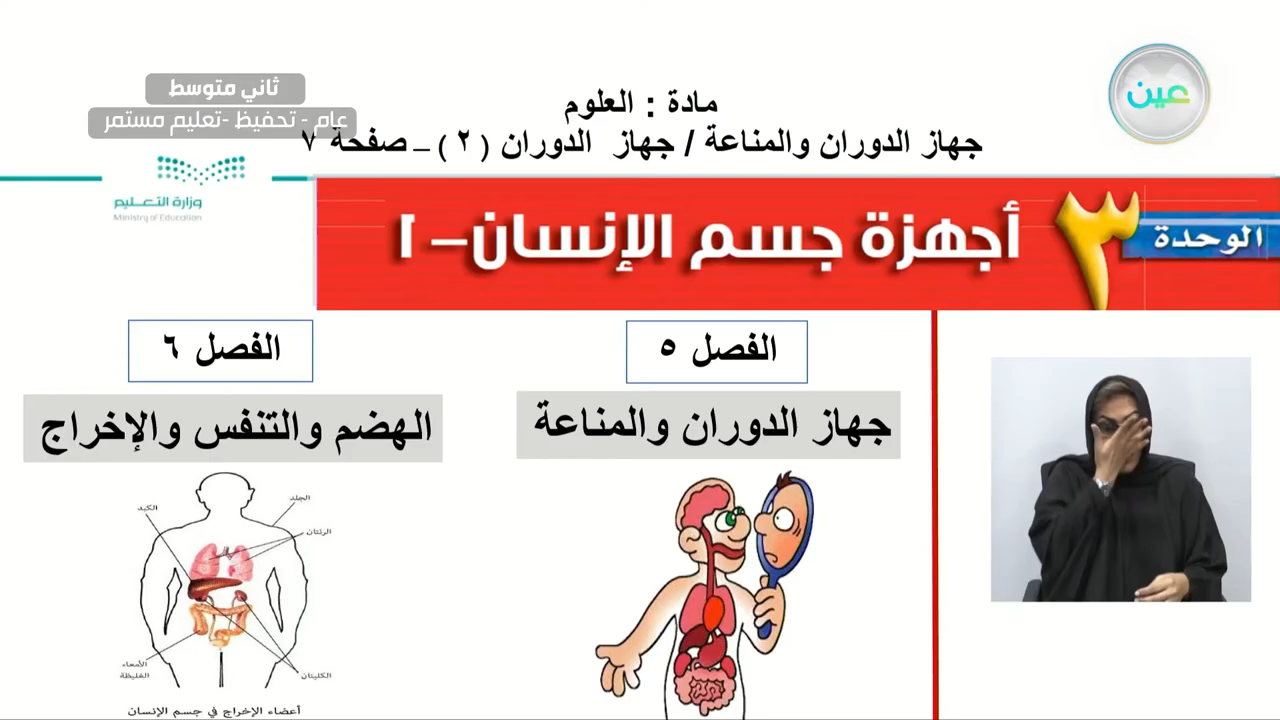 عين
ثاني متوسط
عام - تحفيظ -تعليم مستمر
مادة : العلوم
جهاز الدوران والمناعة / جهاز الدوران ( ٢ ) – صفحة ٧
وزارة التعليم
Ministry of Education
الوحدة ٣ أجهزة جسم الإنسان– ١
الفصل ٥
جهاز الدوران والمناعة
الفصل ٦
الهضم والتنفس والإخراج
الجلد
الكبد
الرئتان
الأمعاء
الغليظة
الكليتان
أعضاء الإخراج في جسم الإنسان